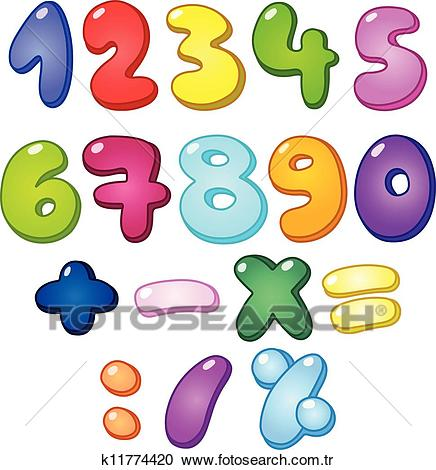 1 2 3 4 5
6 7 8 9 0
+ - × =
: / %
Fotosearch
k11774420 www.fotosearch.com.tr